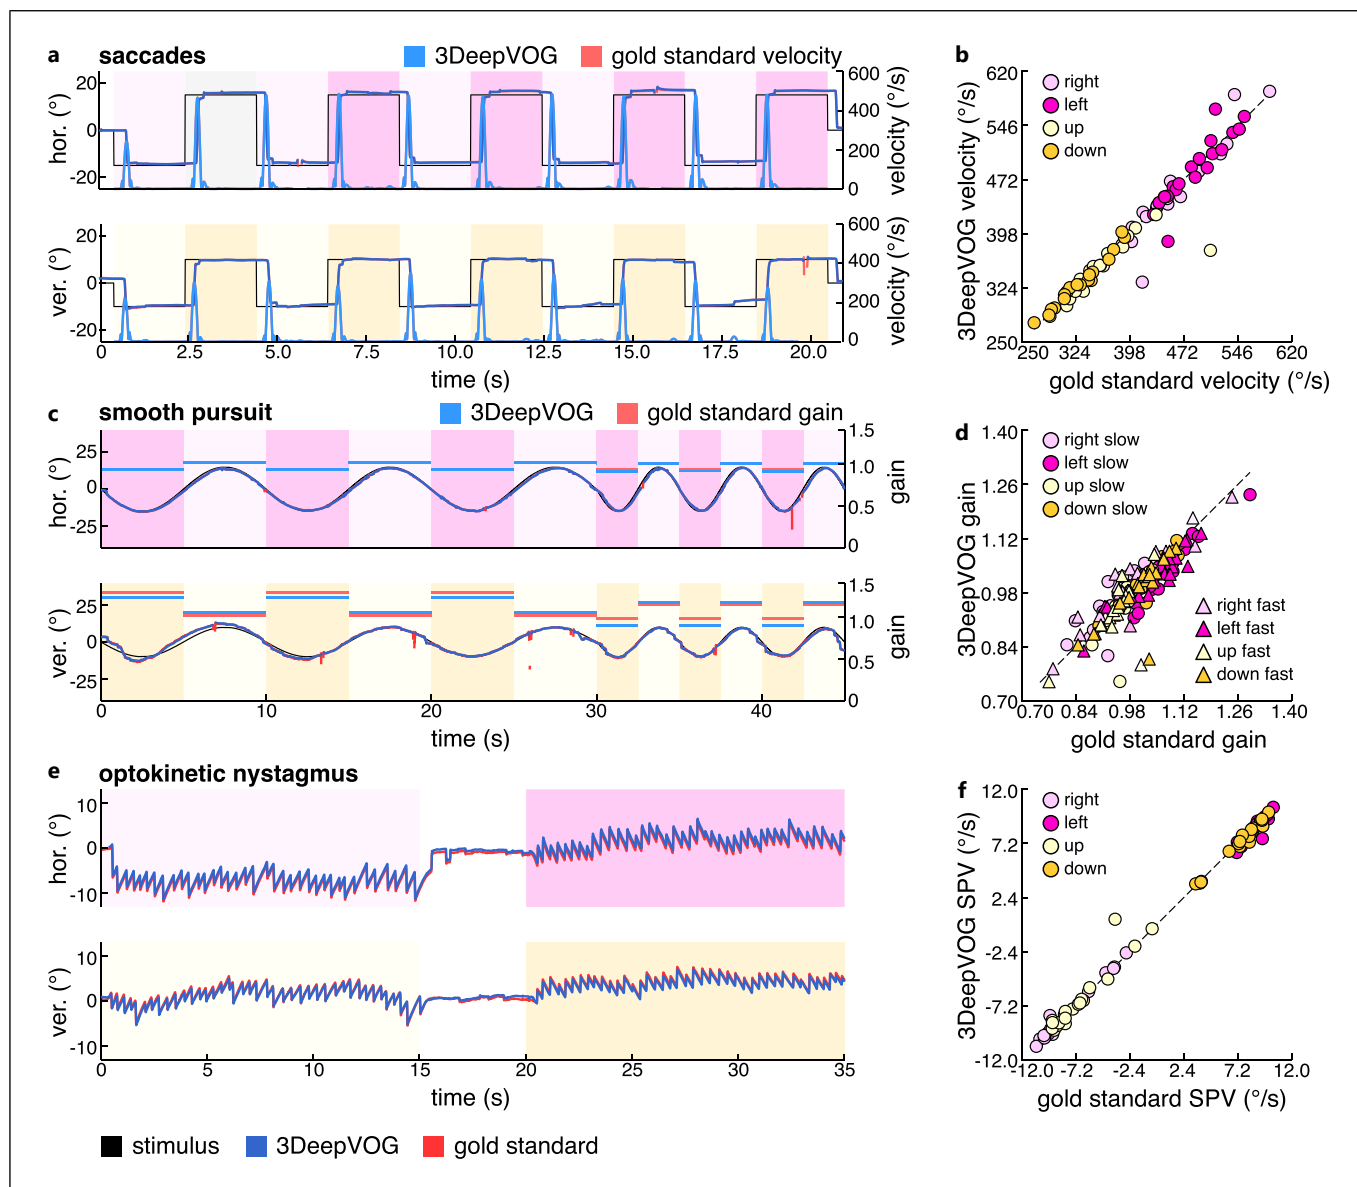 a saccades
3DeepVOG gold standard velocity
20
0
-20
hor. (°)
600
400
200
0
velocity (°/s)
20
0
-20
ver. (°)
600
400
200
0
velocity (°/s)
0 2.5 5.0 7.5 10.0 12.5 15.0 17.5 20.0
time (s)
b
right
left
up
down
620
546
472
398
324
250
3DeepVOG velocity (°/s)
250 324 398 472 546 620
gold standard velocity (°/s)
c smooth pursuit
3DeepVOG gold standard gain
25
0
-25
hor. (°)
1.5
1.0
0.5
0
gain
25
0
-25
ver. (°)
1.5
1.0
0.5
0
gain
0 10 20 30 40
time (s)
d
right slow
left slow
up slow
down slow
right fast
left fast
up fast
down fast
1.40
1.26
1.12
0.98
0.84
0.70
3DeepVOG gain
0.70 0.84 0.98 1.12 1.26 1.40
gold standard gain
e optokinetic nystagmus
10
0
-10
hor. (°)
10
0
-10
ver. (°)
0 5 10 15 20 25 30 35
time (s)
f
right
left
up
down
12.0
7.2
2.4
-2.4
-7.2
-12.0
3DeepVOG SPV (°/s)
-12.0 -7.2 -2.4 2.4 7.2 12.0
gold standard SPV (°/s)
stimulus 3DeepVOG gold standard